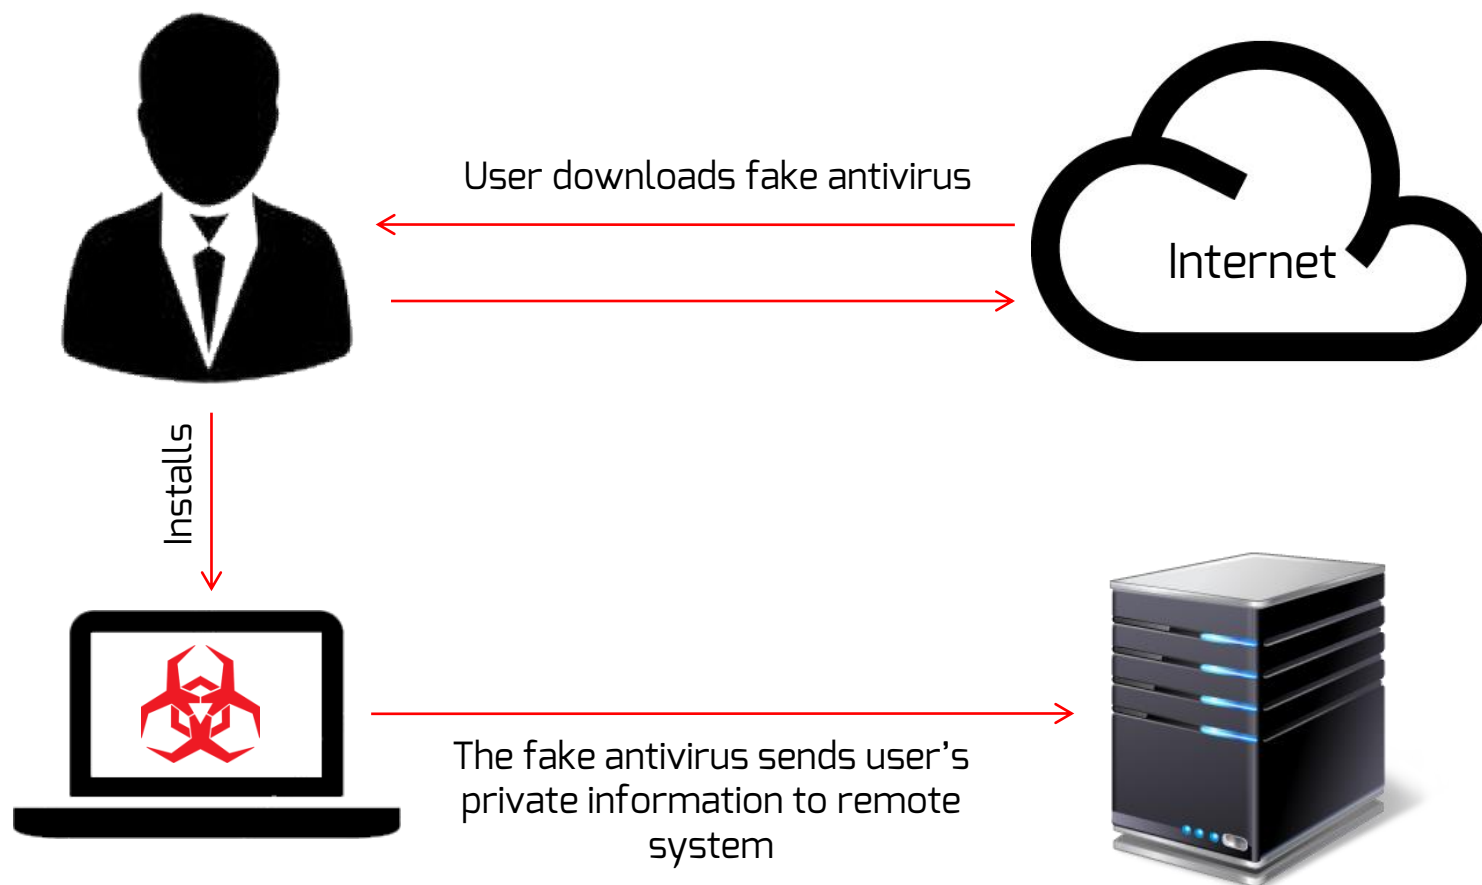 User downloads fake antivirus
Internet
Installs
The fake antivirus sends user’s
private information to remote
system